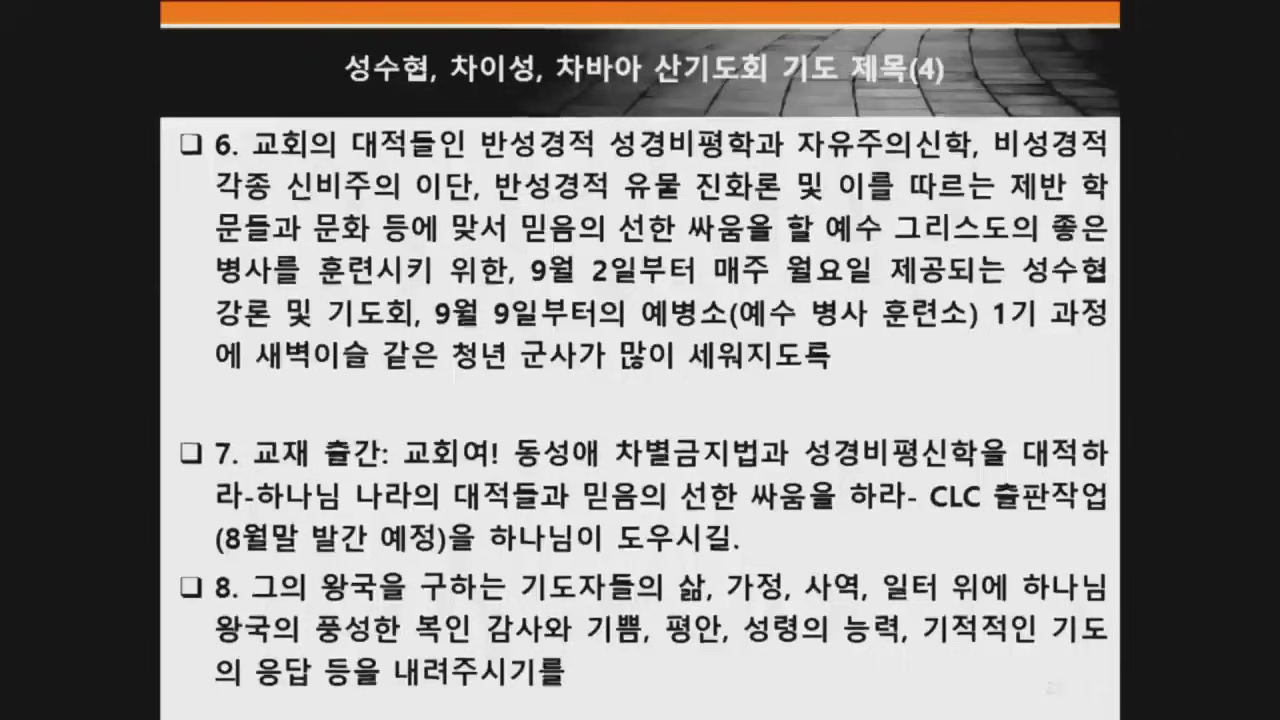 성수협, 차이성, 차바아 산기도회 기도 제목(4)
❑ 6. 교회의 대적들인 반성경적 성경비평학과 자유주의신학, 비성경적
각종 신비주의 이단, 반성경적 유물 진화론 및 이를 따르는 제반 학
문들과 문화 등에 맞서 믿음의 선한 싸움을 할 예수 그리스도의 좋은
병사를 훈련시키 위한, 9월 2일부터 매주 월요일 제공되는 성수협
강론 및 기도회, 9월 9일부터의 예병소(예수 병사 훈련소) 1기 과정
에 새벽이슬 같은 청년 군사가 많이 세워지도록
❑ 7. 교재 출간: 교회여! 동성애 차별금지법과 성경비평신학을 대적하
라-하나님 나라의 대적들과 믿음의 선한 싸움을 하라- CLC 출판작업
(8월말 발간 예정)을 하나님이 도우시길.
❑ 8. 그의 왕국을 구하는 기도자들의 삶, 가정, 사역, 일터 위에 하나님
왕국의 풍성한 복인 감사와 기쁨, 평안, 성령의 능력, 기적적인 기도
의 응답 등을 내려주시기를